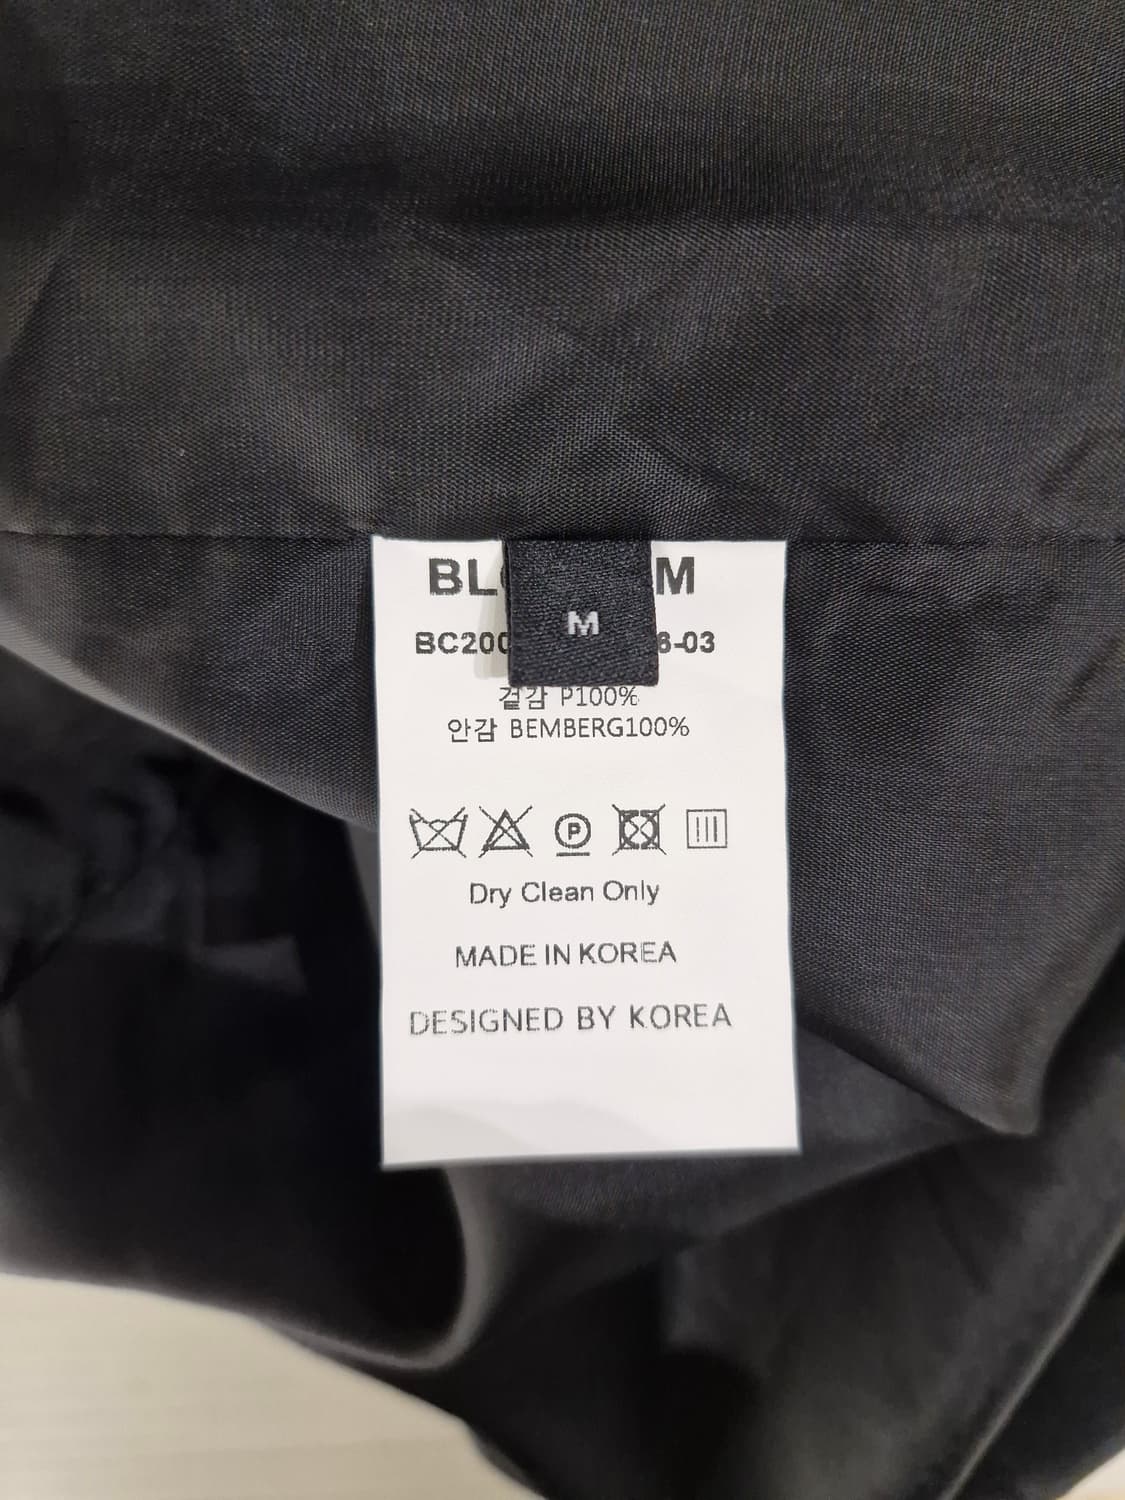 M
겉감 P100%
안감 BEMBERG100%
Dry Clean Only
MADE IN KOREA
DESIGNED BY KOREA